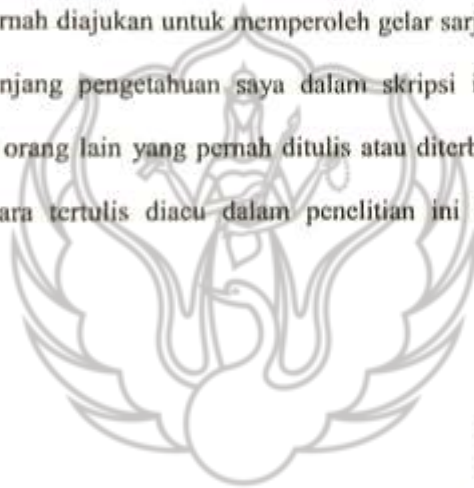 rnah diajukan untuk memperoleh gelar sarj
njang pengetahuan saya dalam skripsi i
orang lain yang pernah ditulis atau diterb
ara tertulis diacu dalam penelitian ini